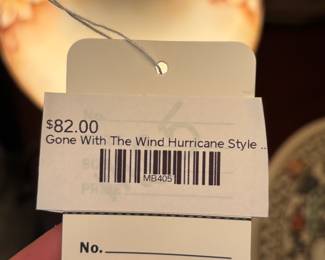 $82.00
Gone With The Wind Hurricane Style ...
MB405
No.